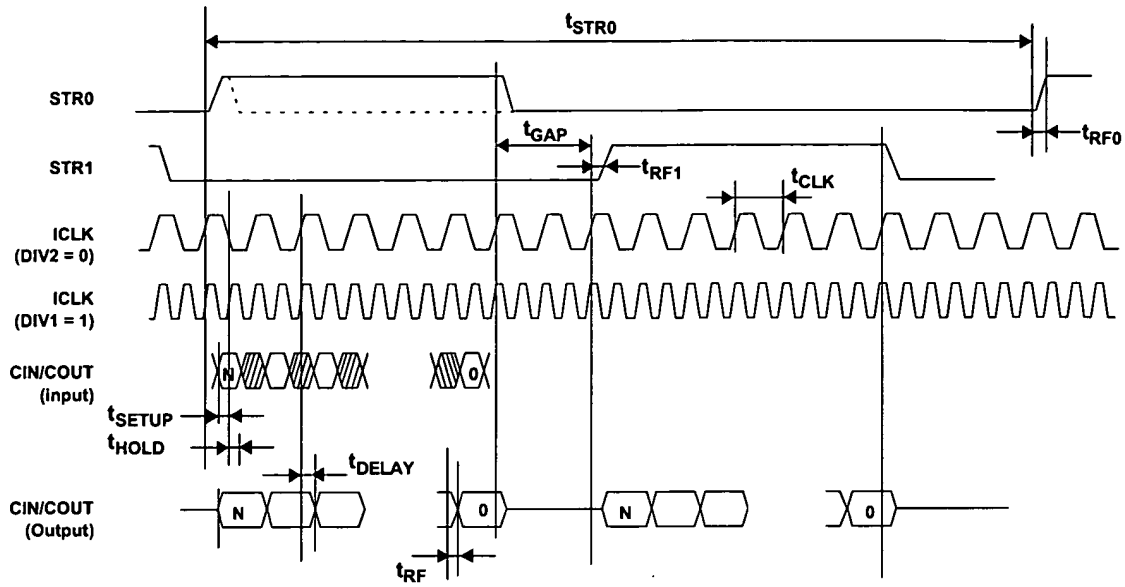 tSTR0
STR0
tGAP
tRF0
STR1
tRF1
tCLK
ICLK
(DIV2 = 0)
ICLK
(DIV1 = 1)
CIN/COUT
(input)
N
0
tSETUP
tHOLD
tDELAY
CIN/COUT
(Output)
N
0
N
0
tRF